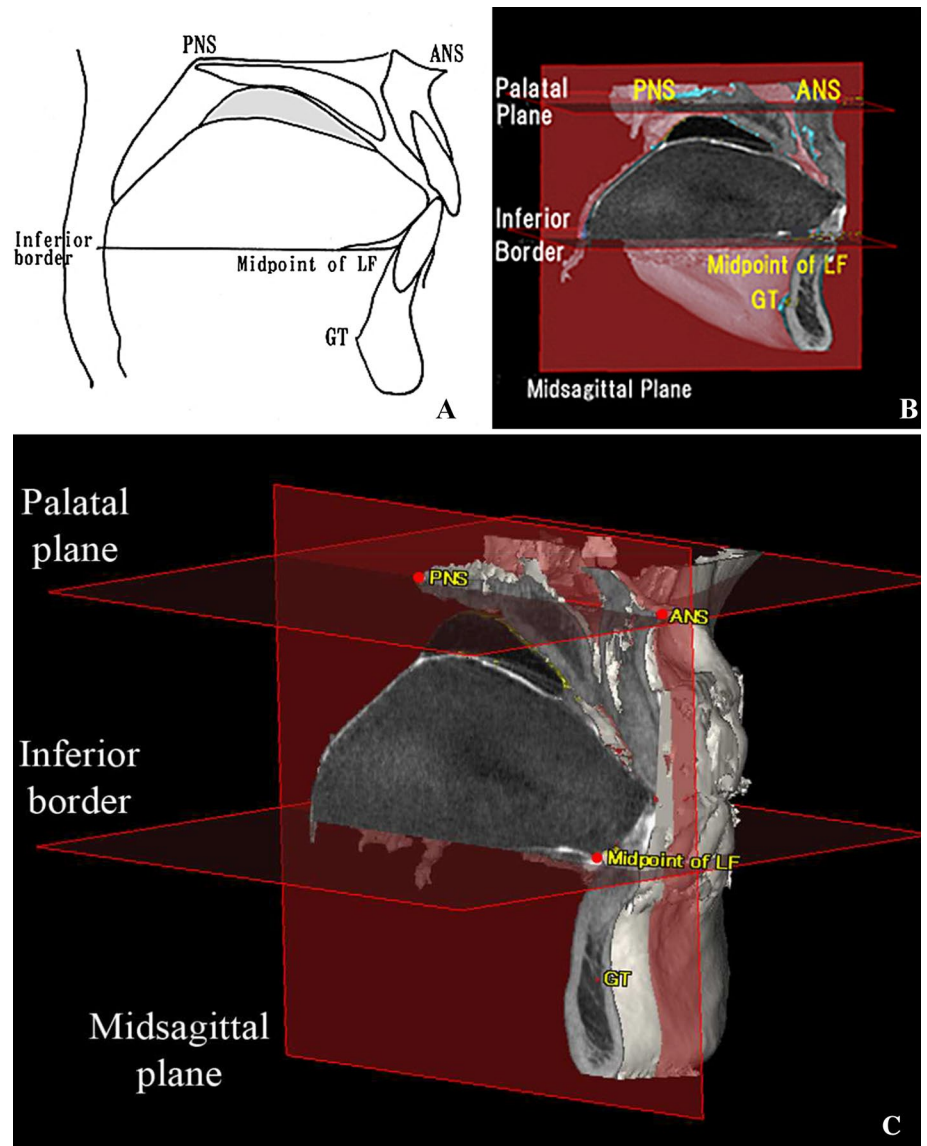 PNS
ANS
Inferior
border
Midpoint of LF
GT
A
Palatal
Plane
PNS
ANS
Inferior
Border
Midpoint of LF
GT
Midsagittal Plane
B
Palatal
plane
PNS
ANS
Inferior
border
Midpoint of LF
GT
Midsagittal
plane
C